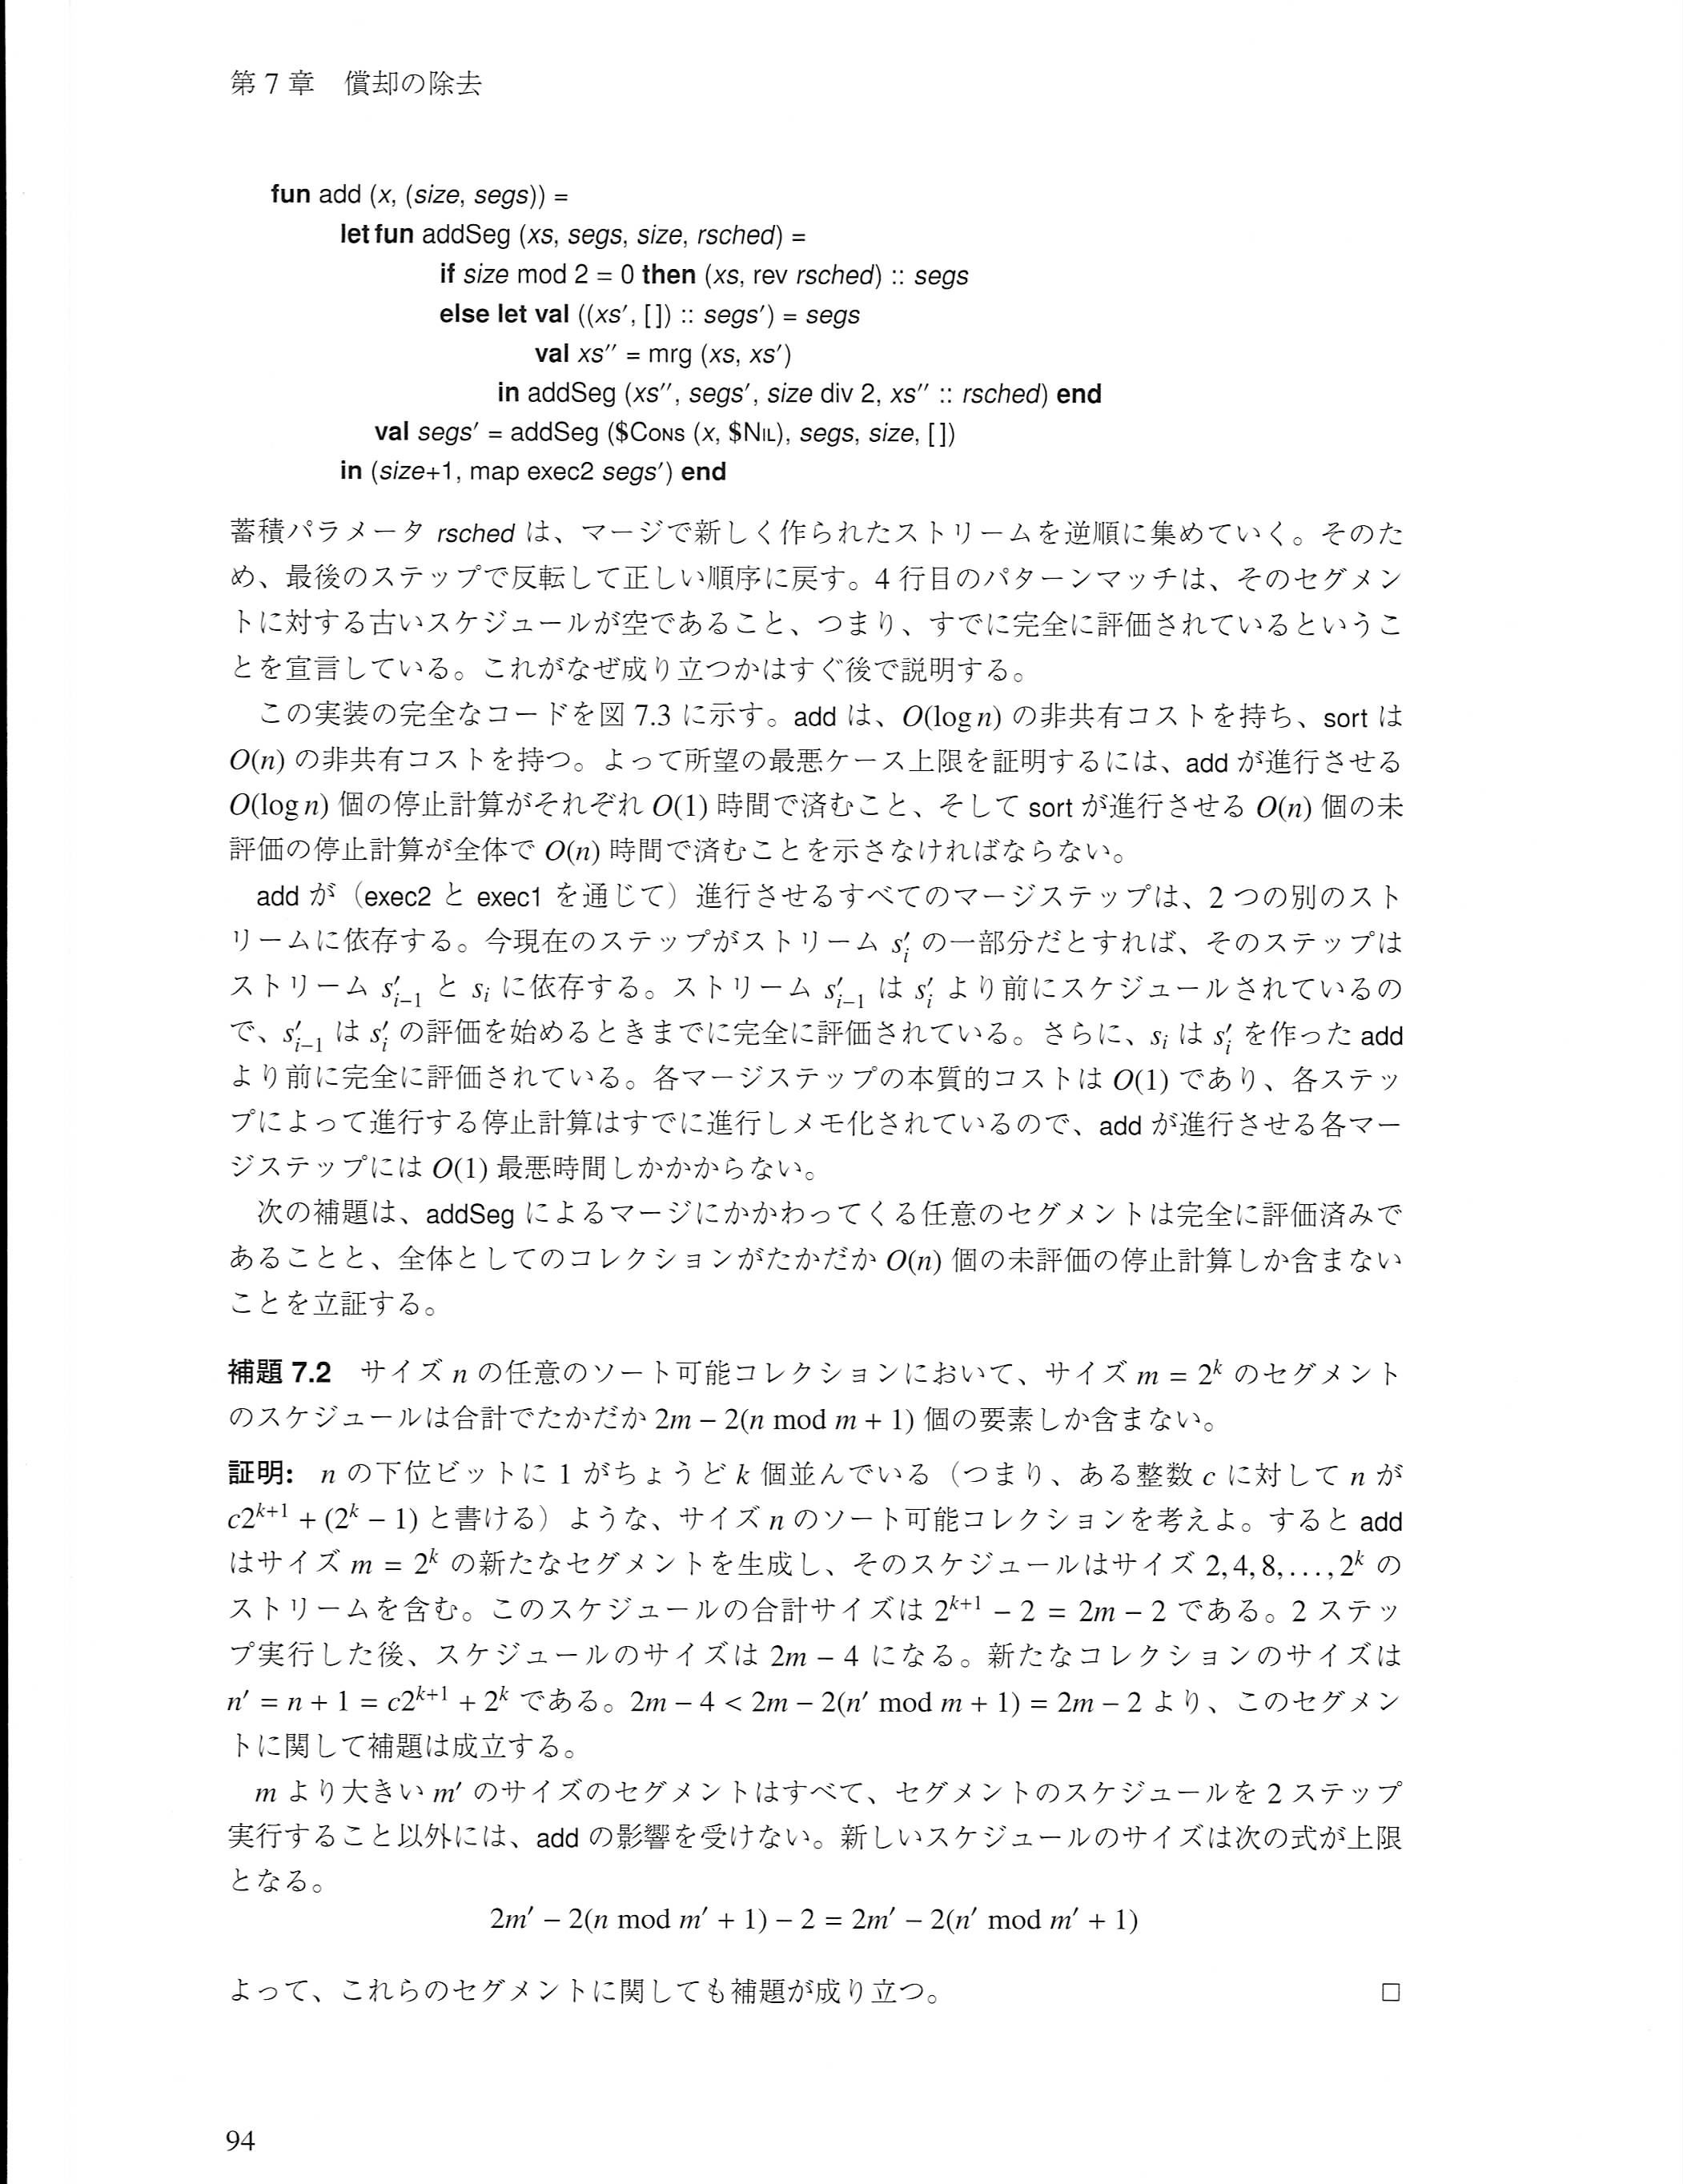 第 7 章　償却の除去
fun add (x, (size, segs)) =
let fun addSeg (xs, segs, size, rsched) =
if size mod 2 = 0 then (xs, rev rsched) :: segs
else let val ((xs′, [ ]) :: segs′) = segs
val xs′′ = mrg (xs, xs′)
in addSeg (xs′′, segs′, size div 2, xs′′ :: rsched) end
val segs′ = addSeg ($CONS (x, $NIL), segs, size, [ ])
in (size+1, map exec2 segs′) end
蓄積パラメータ rsched は、マージで新しく作られたストリームを逆順に集めていく。そのた
め、最後のステップで反転して正しい順序に戻す。4 行目のパターンマッチは、そのセグメン
トに対する古いスケジュールが空であること、つまり、すでに完全に評価されているというこ
とを宣言している。これがなぜ成り立つかはすぐ後で説明する。
この実装の完全なコードを図 7.3 に示す。add は、O(log n) の非共有コストを持ち、sort は
O(n) の非共有コストを持つ。よって所望の最悪ケース上限を証明するには、add が進行させる
O(log n) 個の停止計算がそれぞれ O(1) 時間で済むこと、そして sort が進行させる O(n) 個の未
評価の停止計算が全体で O(n) 時間で済むことを示さなければならない。
add が（exec2 と exec1 を通じて）進行させるすべてのマージステップは、2 つの別のスト
リームに依存する。今現在のステップがストリーム s′ᵢ の一部分だとすれば、そのステップは
ストリーム s′ᵢ₋₁ と sᵢ に依存する。ストリーム s′ᵢ₋₁ は s′ᵢ より前にスケジュールされているの
で、s′ᵢ₋₁ は s′ᵢ の評価を始めるときまでに完全に評価されている。さらに、sᵢ は s′ᵢ を作った add
より前に完全に評価されている。各マージステップの本質的コストは O(1) であり、各ステッ
プによって進行する停止計算はすでに進行しメモ化されているので、add が進行させる各マー
ジステップには O(1) 最悪時間しかかからない。
次の補題は、addSeg によるマージにかかわってくる任意のセグメントは完全に評価済みで
あることと、全体としてのコレクションがたかだか O(n) 個の未評価の停止計算しか含まない
ことを立証する。
補題 7.2　サイズ n の任意のソート可能コレクションにおいて、サイズ m = 2ᵏ のセグメント
のスケジュールは合計でたかだか 2m − 2(n mod m + 1) 個の要素しか含まない。
証明:　n の下位ビットに 1 がちょうど k 個並んでいる（つまり、ある整数 c に対して n が
c2ᵏ⁺¹ + (2ᵏ − 1) と書ける）ような、サイズ n のソート可能コレクションを考えよ。すると add
はサイズ m = 2ᵏ の新たなセグメントを生成し、そのスケジュールはサイズ 2, 4, 8, . . . , 2ᵏ の
ストリームを含む。このスケジュールの合計サイズは 2ᵏ⁺¹ − 2 = 2m − 2 である。2 ステッ
プ実行した後、スケジュールのサイズは 2m − 4 になる。新たなコレクションのサイズは
n′ = n + 1 = c2ᵏ⁺¹ + 2ᵏ である。2m − 4 < 2m − 2(n′ mod m + 1) = 2m − 2 より、このセグメン
トに関して補題は成立する。
m より大きい m′ のサイズのセグメントはすべて、セグメントのスケジュールを 2 ステップ
実行すること以外には、add の影響を受けない。新しいスケジュールのサイズは次の式が上限
となる。
2m′ − 2(n mod m′ + 1) − 2 = 2m′ − 2(n′ mod m′ + 1)
よって、これらのセグメントに関しても補題が成り立つ。　□
94